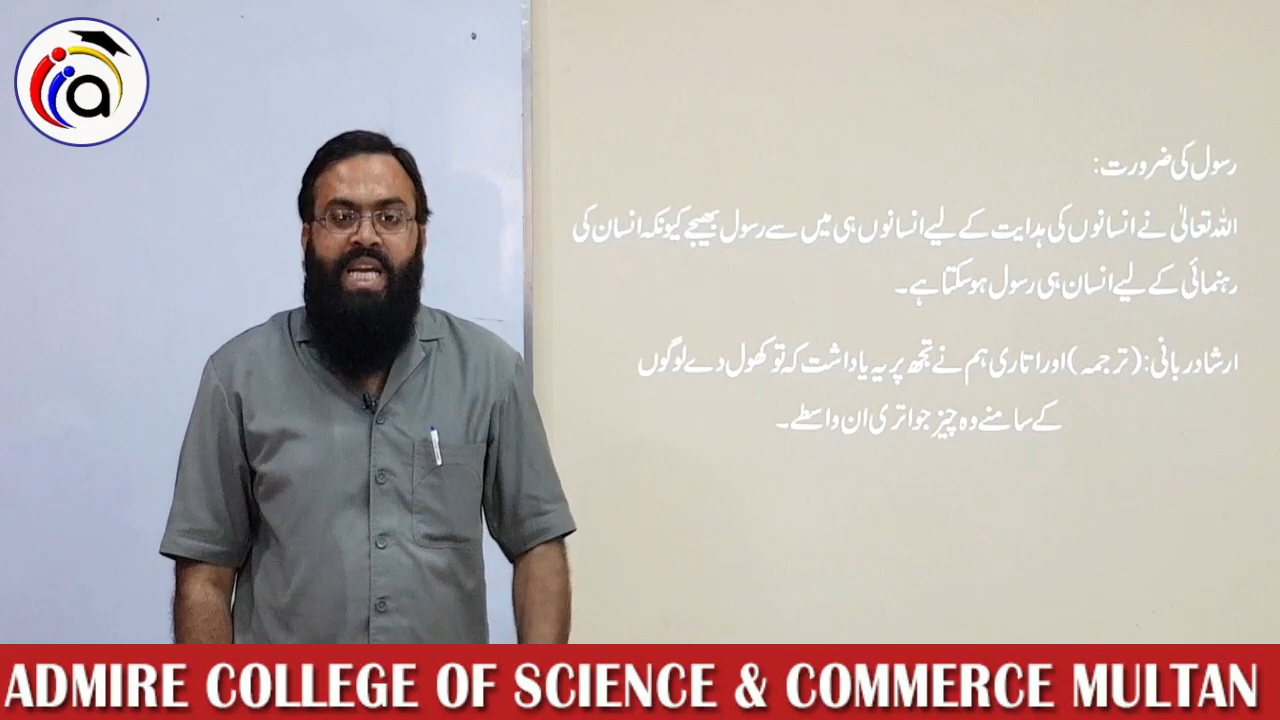 a
رسول کی ضرورت:
اللہ تعالیٰ نے انسانوں کی ہدایت کے لیے انسانوں ہی میں سے رسول بھیجے کیونکہ انسان کی
رہنمائی کے لیے انسان ہی رسول ہو سکتا ہے۔
ارشاد ربانی: (ترجمہ) اور اتاری ہم نے تجھ پر یہ یاداشت کہ تو کھول دے لوگوں
کے سامنے وہ چیز جو اتری ان واسطے۔
ADMIRE COLLEGE OF SCIENCE & COMMERCE MULTAN